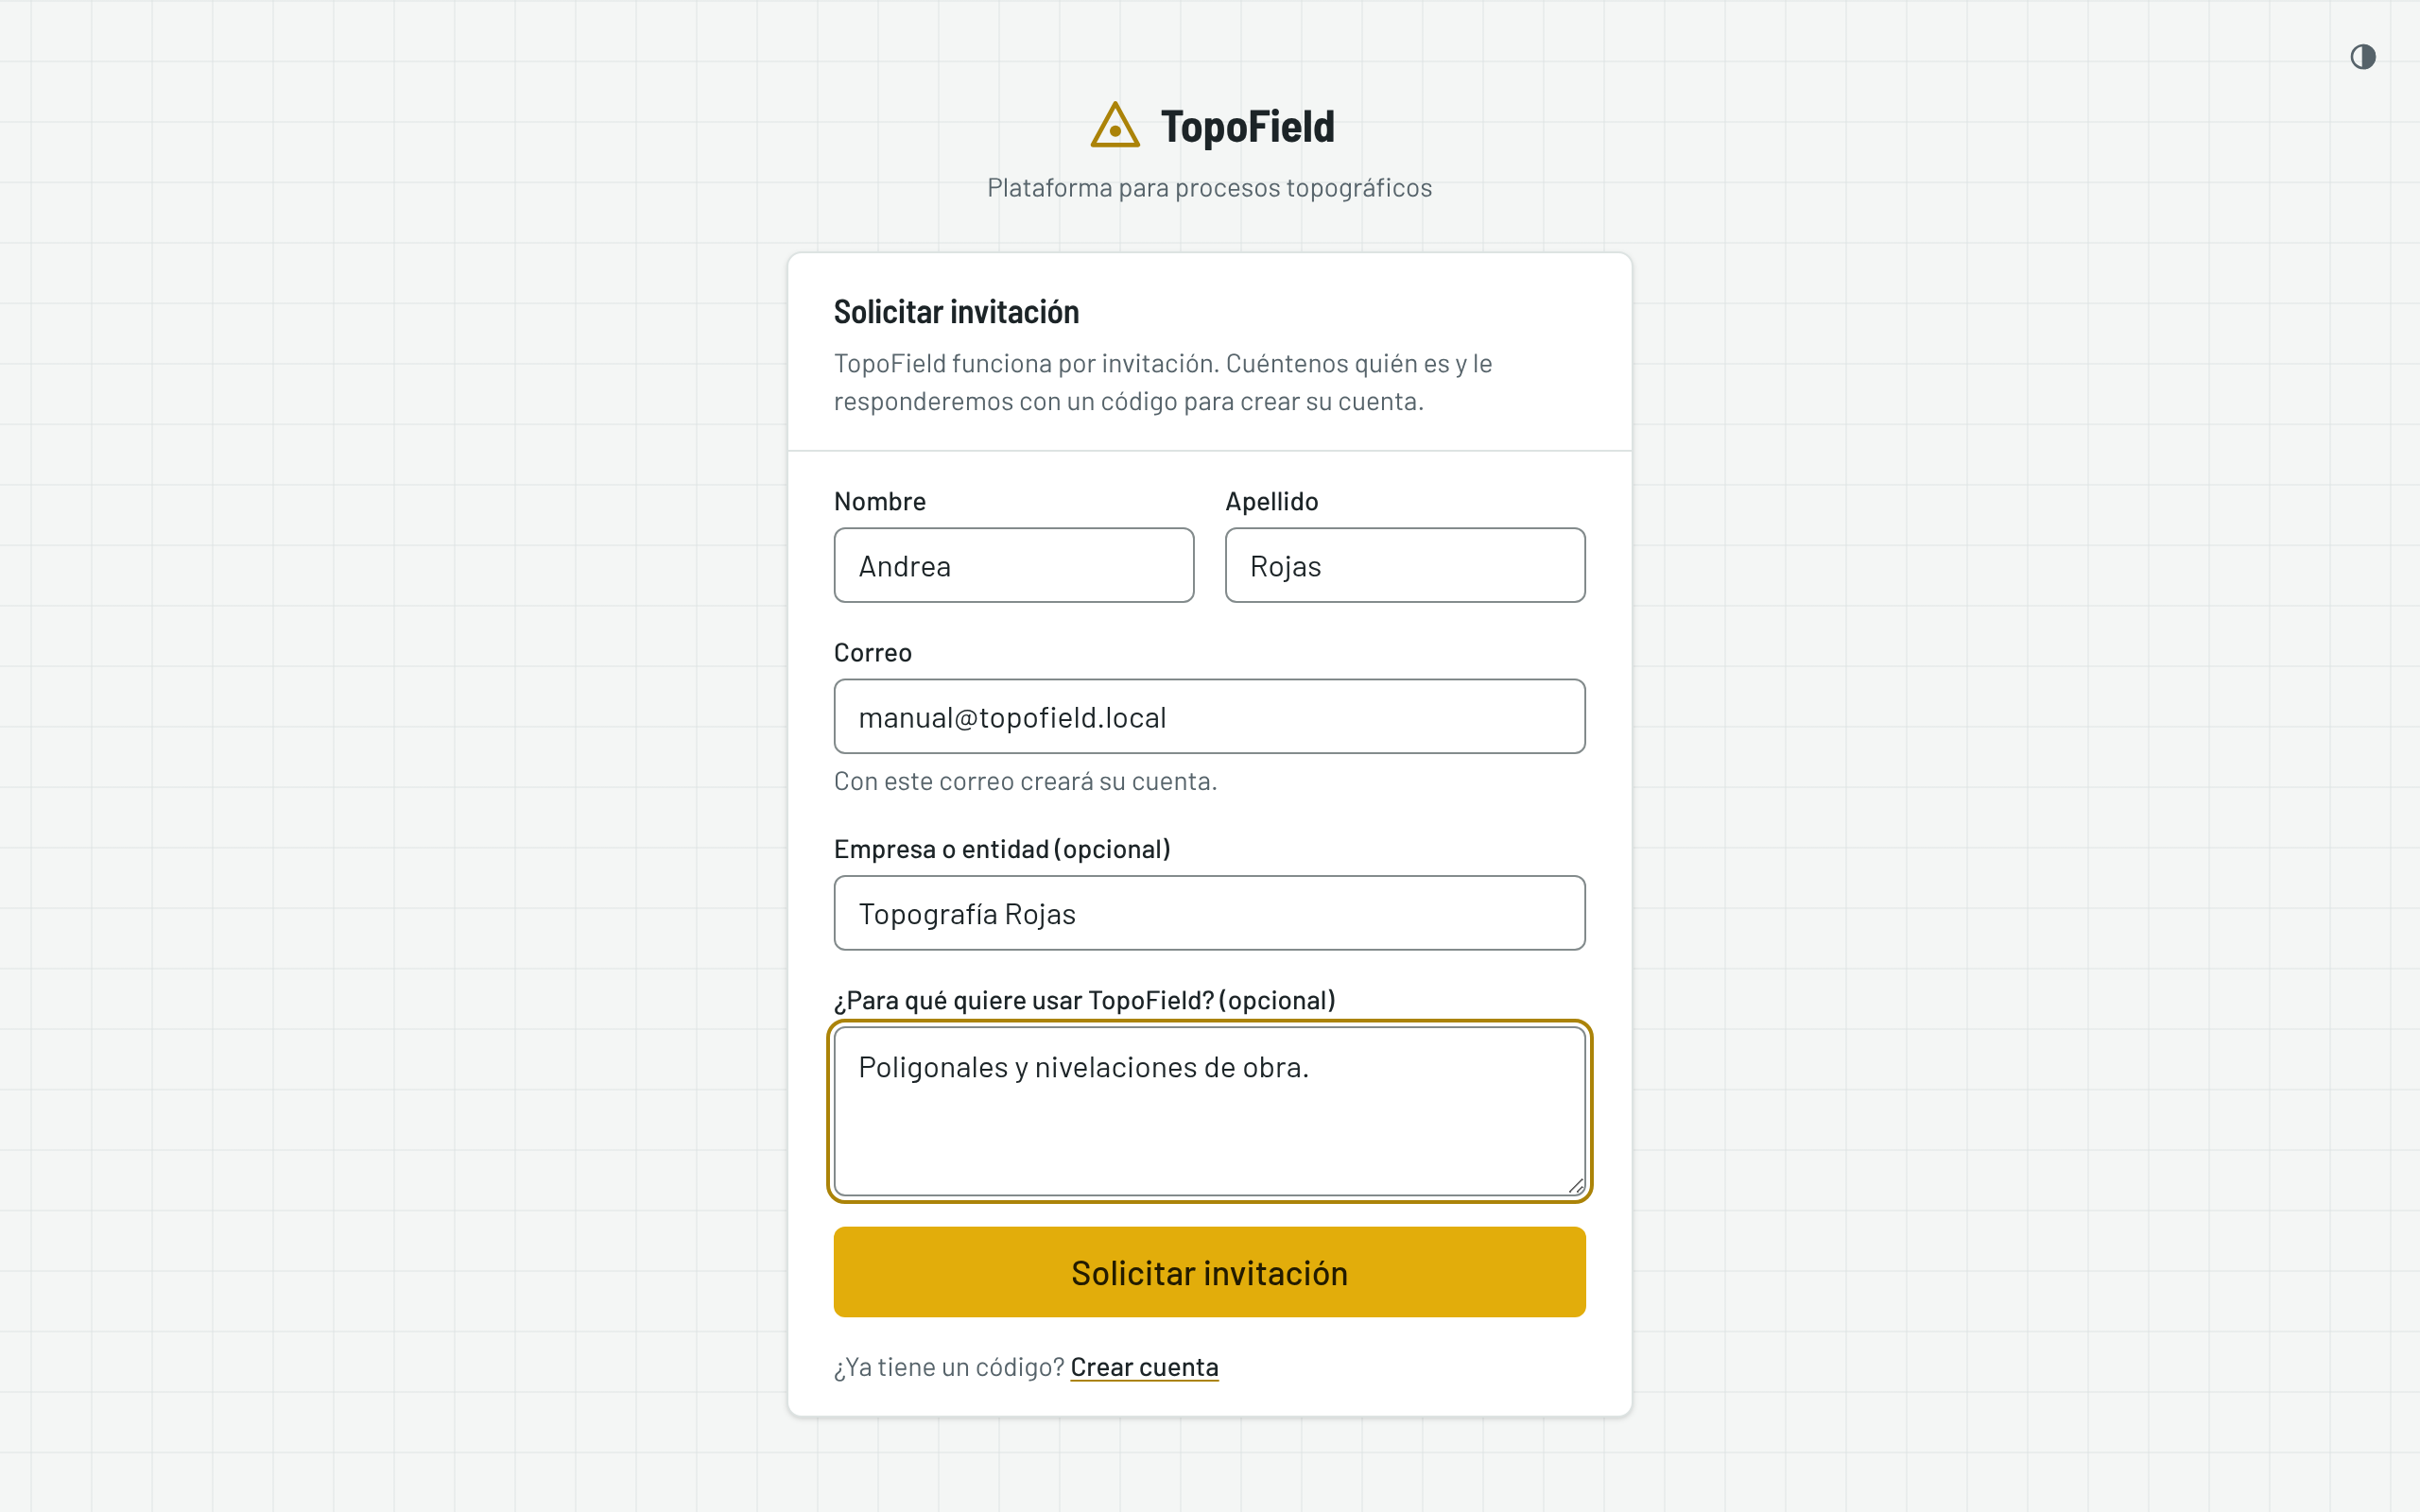 TopoField
Plataforma para procesos topográficos
Solicitar invitación
TopoField funciona por invitación. Cuéntenos quién es y le
responderemos con un código para crear su cuenta.
Nombre
Apellido
Andrea
Rojas
Correo
manual@topofield.local
Con este correo creará su cuenta.
Empresa o entidad (opcional)
Topografía Rojas
¿Para qué quiere usar TopoField? (opcional)
Poligonales y nivelaciones de obra.
Solicitar invitación
¿Ya tiene un código? Crear cuenta